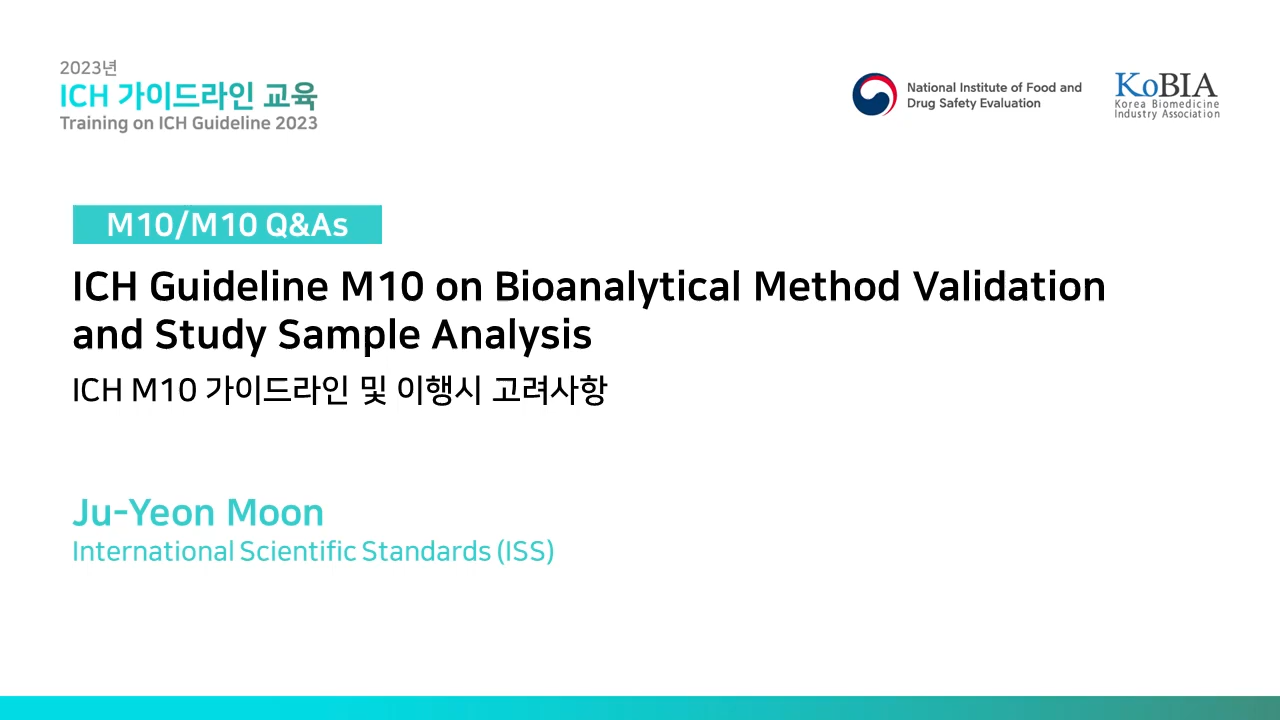 2023년
ICH 가이드라인 교육
Training on ICH Guideline 2023
National Institute of Food and
Drug Safety Evaluation
KoBIA
Korea Biomedicine
Industry Association
M10/M10 Q&As
ICH Guideline M10 on Bioanalytical Method Validation
and Study Sample Analysis
ICH M10 가이드라인 및 이행시 고려사항
Ju-Yeon Moon
International Scientific Standards (ISS)